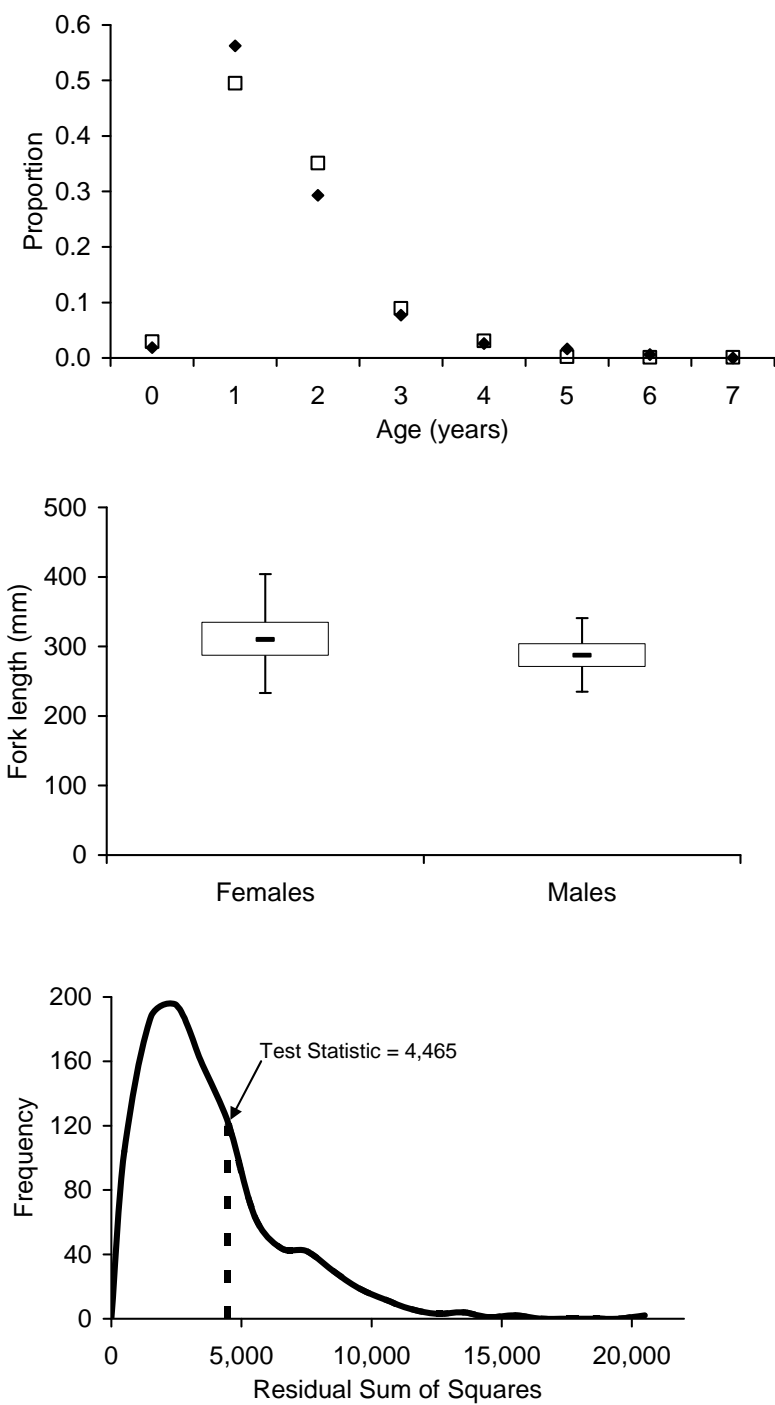 0.6
0.5
0.4
0.3
0.2
0.1
0.0
Proportion
0 1 2 3 4 5 6 7
Age (years)
500
400
300
200
100
0
Fork length (mm)
Females Males
200
160
120
80
40
0
Frequency
Test Statistic = 4,465
0 5,000 10,000 15,000 20,000
Residual Sum of Squares